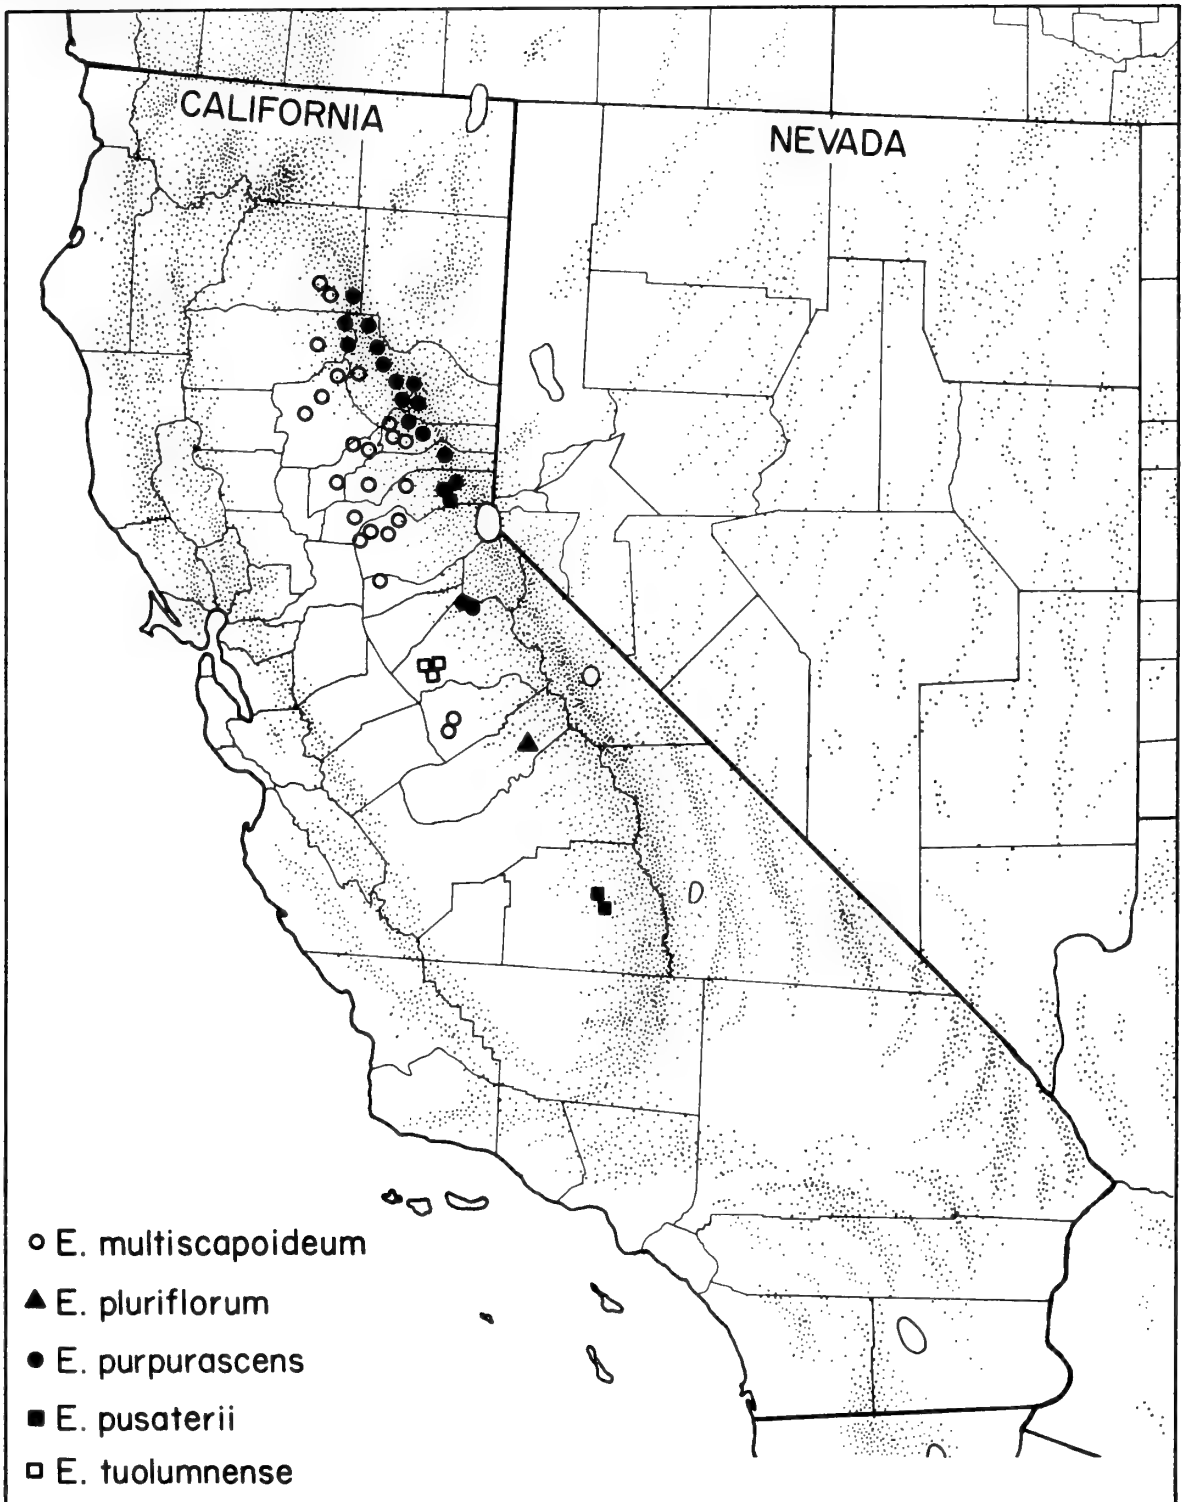 CALIFORNIA
NEVADA
E. multiscapoideum
E. pluriflorum
E. purpurascens
E. pusaterii
E. tuolumnense